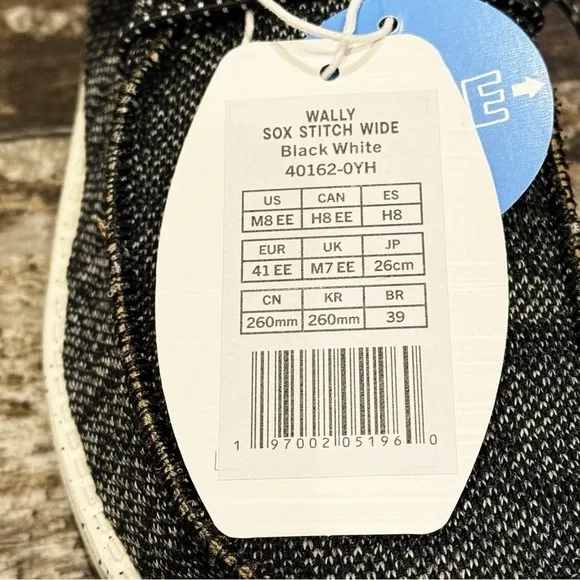 WALLY
SOX STITCH WIDE
Black White
40162-0YH
US CAN ES
M8 EE H8 EE H8
EUR UK JP
41 EE M7 EE 26cm
CN KR BR
260mm 260mm 39
1 97002 05196 0
E